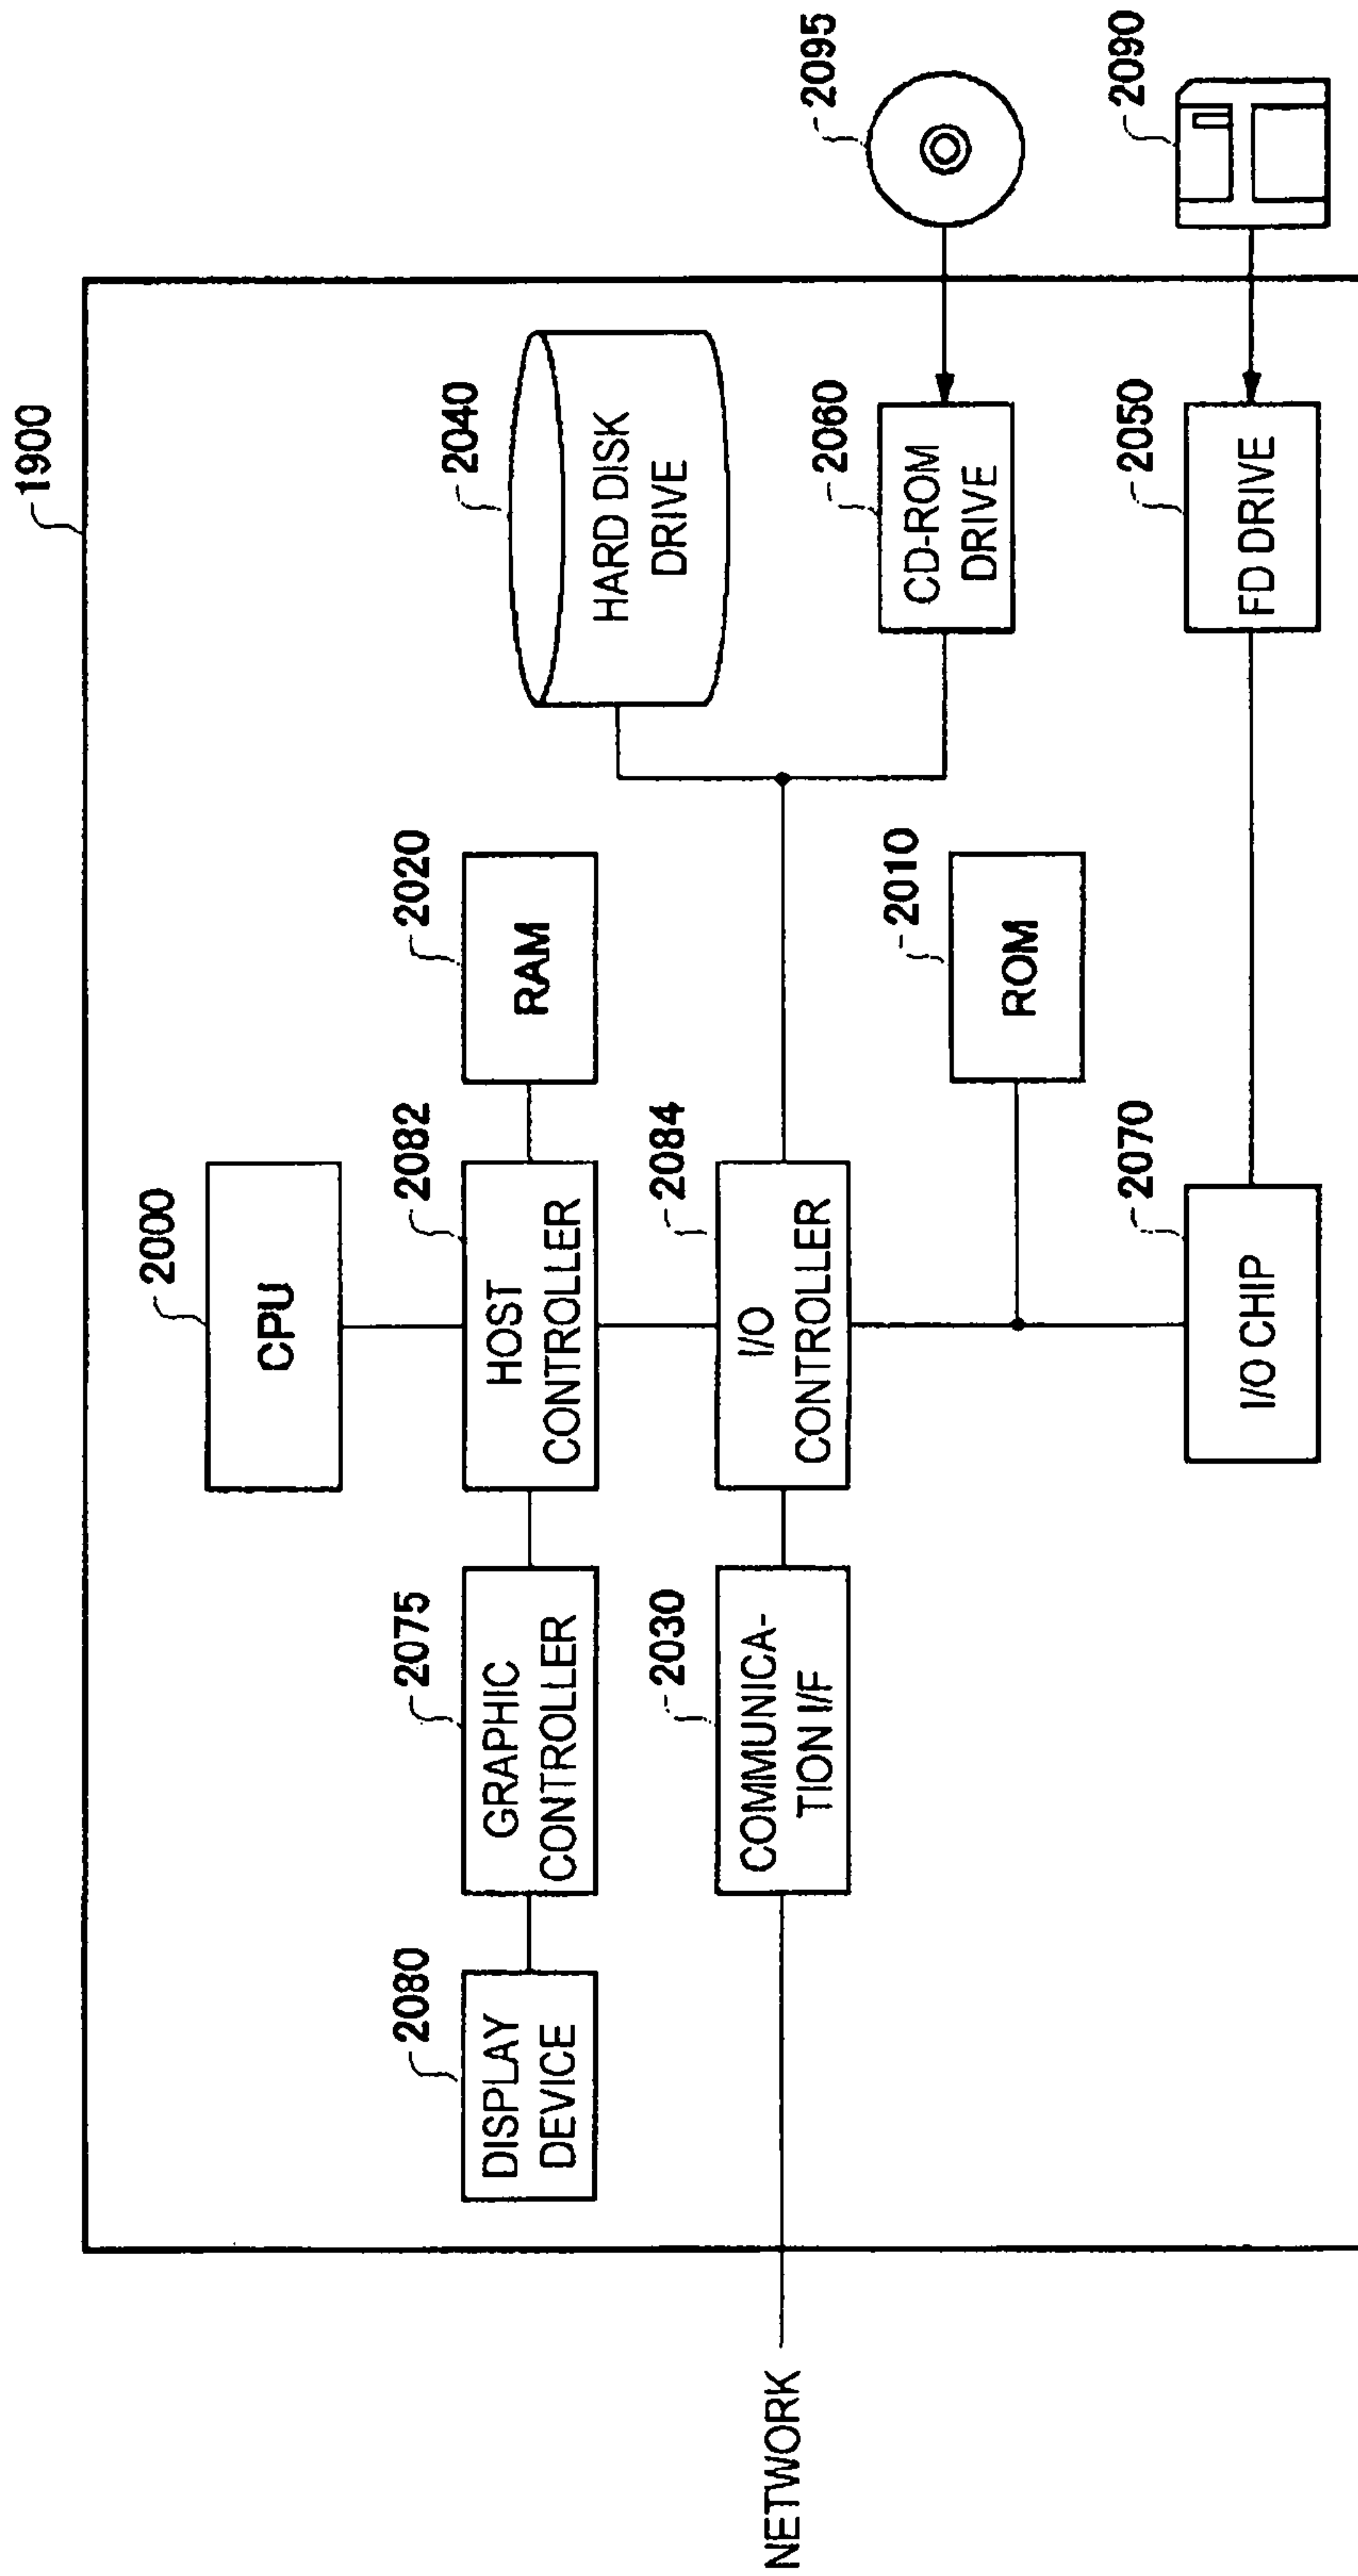 1900
2000
CPU
2080
DISPLAY
DEVICE
2075
GRAPHIC
CONTROLLER
2082
HOST
CONTROLLER
2020
RAM
2040
HARD DISK
DRIVE
NETWORK
2030
COMMUNICA-
TION I/F
2084
I/O
CONTROLLER
2010
ROM
2060
CD-ROM
DRIVE
2095
2070
I/O CHIP
2050
FD DRIVE
2090